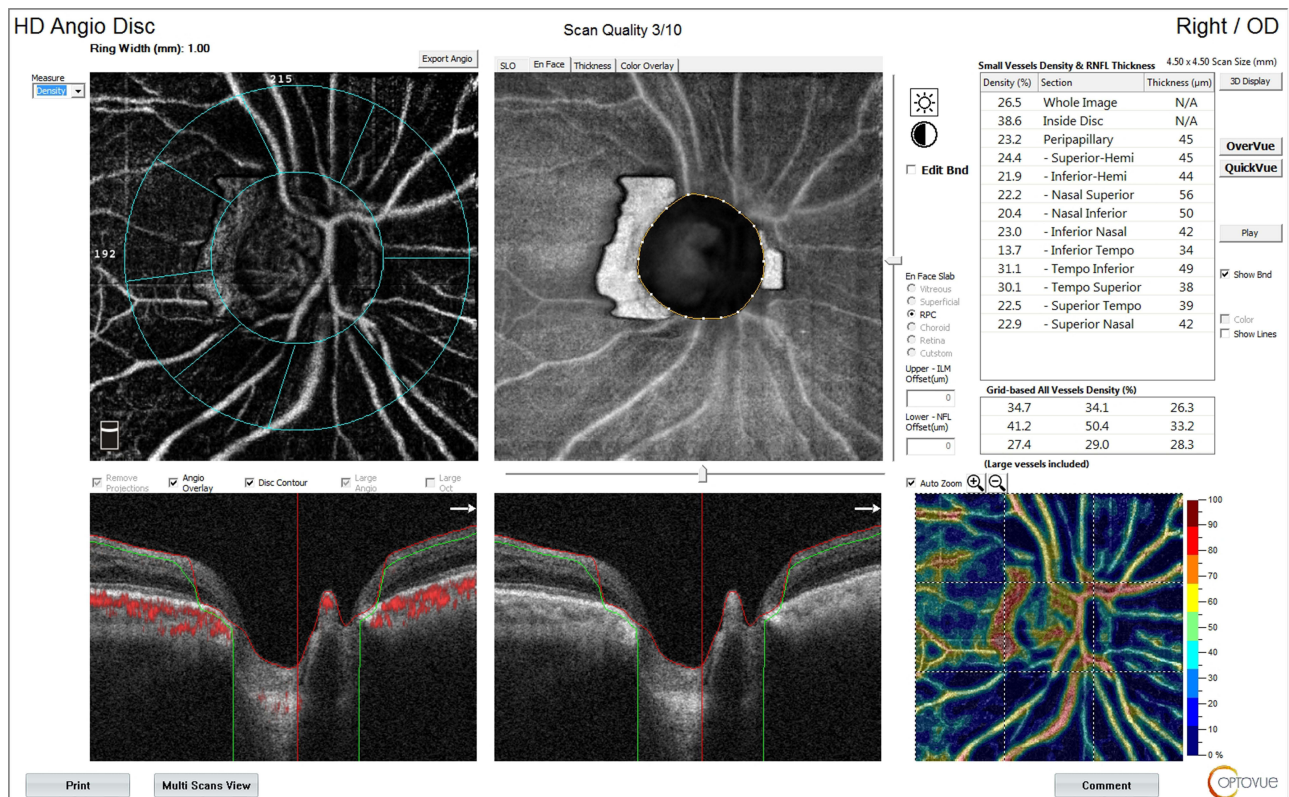 HD Angio Disc
Scan Quality 3/10
Right / OD
Ring Width (mm): 1.00
Export Angio
Measure
Density
215
192
SLO En Face Thickness Color Overlay
Edit Bnd
En Face Slab
Vitreous
Superficial
RPC
Choroid
Retina
Cutstom
Upper - ILM
Offset(um)
0
Lower - NFL
Offset(um)
0
Small Vessels Density & RNFL Thickness 4.50 x 4.50 Scan Size (mm)
Density (%) Section Thickness (µm)
26.5 Whole Image N/A
38.6 Inside Disc N/A
23.2 Peripapillary 45
24.4 - Superior-Hemi 45
21.9 - Inferior-Hemi 44
22.2 - Nasal Superior 56
20.4 - Nasal Inferior 50
23.0 - Inferior Nasal 42
13.7 - Inferior Tempo 34
31.1 - Tempo Inferior 49
30.1 - Tempo Superior 38
22.5 - Superior Tempo 39
22.9 - Superior Nasal 42
3D Display
OverVue
QuickVue
Play
Show Bnd
Color
Show Lines
Grid-based All Vessels Density (%)
34.7 34.1 26.3
41.2 50.4 33.2
27.4 29.0 28.3
(Large vessels included)
Remove Projections
Angio Overlay
Disc Contour
Large Angio
Large Oct
Auto Zoom
100
90
80
70
60
50
40
30
20
10
0 %
Print
Multi Scans View
Comment
OPTOVUE